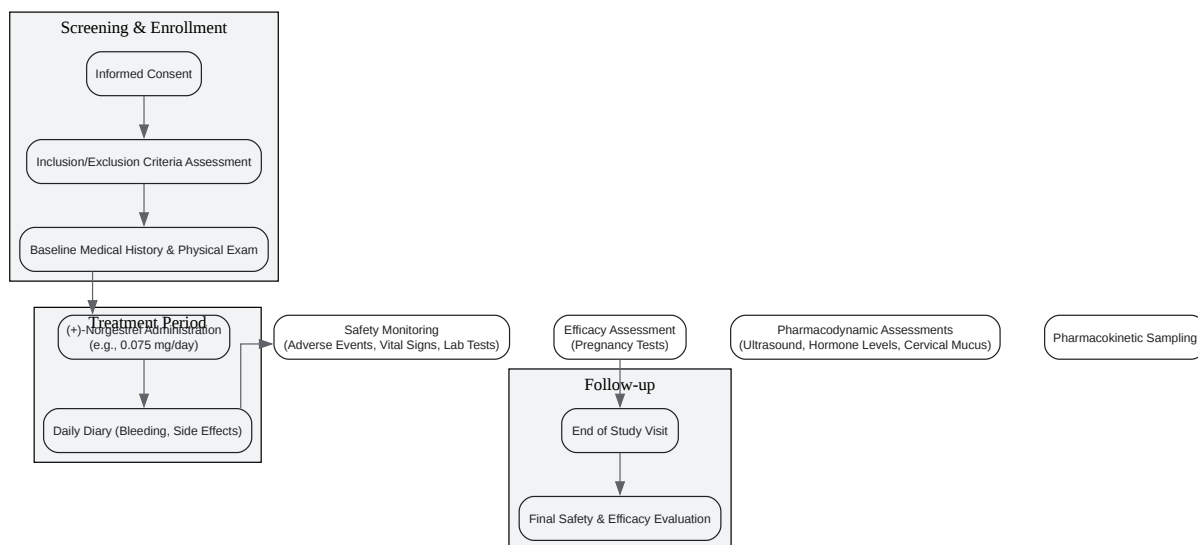 Screening & Enrollment
Informed Consent
Inclusion/Exclusion Criteria Assessment
Baseline Medical History & Physical Exam
Treatment Period
(+)-Norgestrel Administration
(e.g., 0.075 mg/day)
Daily Diary (Bleeding, Side Effects)
Safety Monitoring
(Adverse Events, Vital Signs, Lab Tests)
Efficacy Assessment
(Pregnancy Tests)
Pharmacodynamic Assessments
(Ultrasound, Hormone Levels, Cervical Mucus)
Pharmacokinetic Sampling
Follow-up
End of Study Visit
Final Safety & Efficacy Evaluation